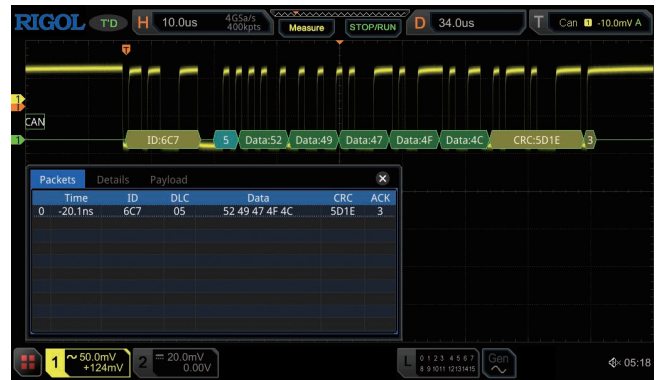 RIGOL T'D H 10.0us 4GSa/s 400kpts Measure STOP/RUN D 34.0us T Can 1 -10.0mV A
T
1
T
CAN
1 ID:6C7 5 Data:52 Data:49 Data:47 Data:4F Data:4C CRC:5D1E 3
Packets Details Payload
Time ID DLC Data CRC ACK
0 -20.1ns 6C7 05 52 49 47 4F 4C 5D1E 3
1 50.0mV +124mV 2 20.0mV 0.00V L 0 1 2 3 4 5 6 7 8 9 10 11 12 13 14 15 Gen 05:18